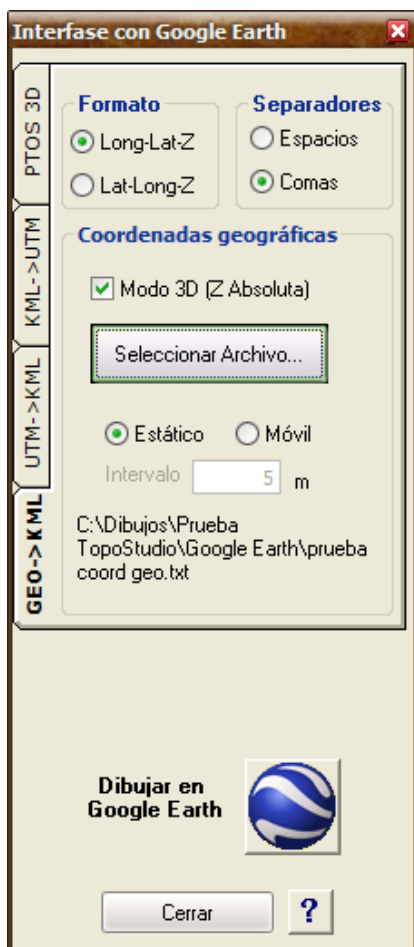 Interfase con Google Earth
PTOS 3D
KML->UTM
UTM->KML
GEO->KML
Formato
Long-Lat-Z
Lat-Long-Z
Separadores
Espacios
Comas
Coordenadas geográficas
Modo 3D (Z Absoluta)
Seleccionar Archivo...
Estático
Móvil
Intervalo 5 m
C:\Dibujos\Prueba
TopoStudio\Google Earth\prueba
coord geo.txt
Dibujar en
Google Earth
Cerrar
?